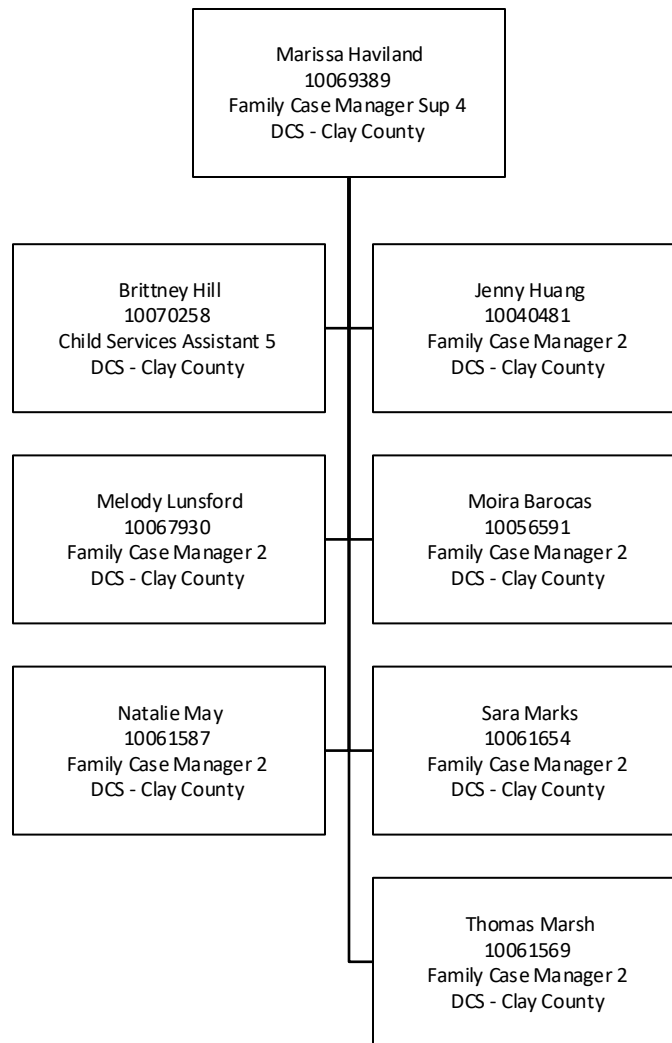 Marissa Haviland
10069389
Family Case Manager Sup 4
DCS - Clay County
Brittney Hill
10070258
Child Services Assistant 5
DCS - Clay County
Jenny Huang
10040481
Family Case Manager 2
DCS - Clay County
Melody Lunsford
10067930
Family Case Manager 2
DCS - Clay County
Moira Barocas
10056591
Family Case Manager 2
DCS - Clay County
Natalie May
10061587
Family Case Manager 2
DCS - Clay County
Sara Marks
10061654
Family Case Manager 2
DCS - Clay County
Thomas Marsh
10061569
Family Case Manager 2
DCS - Clay County